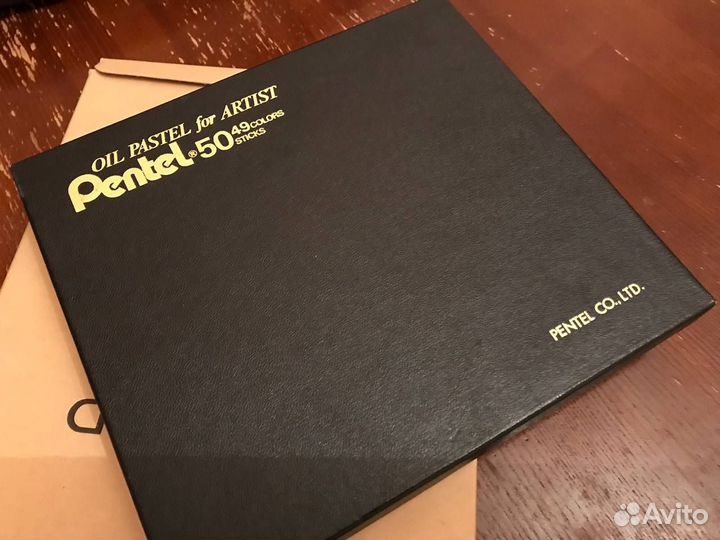 OIL PASTEL for ARTIST
Pentel® 50 49 COLORS
STICKS
PENTEL CO., LTD.
Avito